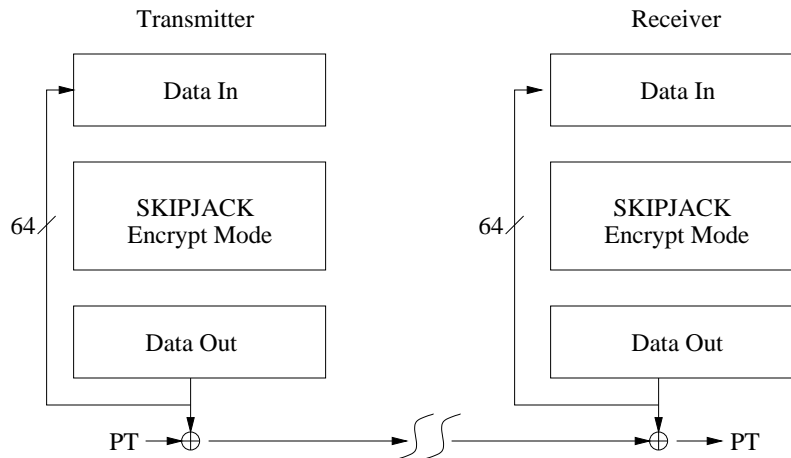 Transmitter
Receiver
Data In
Data In
SKIPJACK
Encrypt Mode
SKIPJACK
Encrypt Mode
64
64
Data Out
Data Out
PT
PT